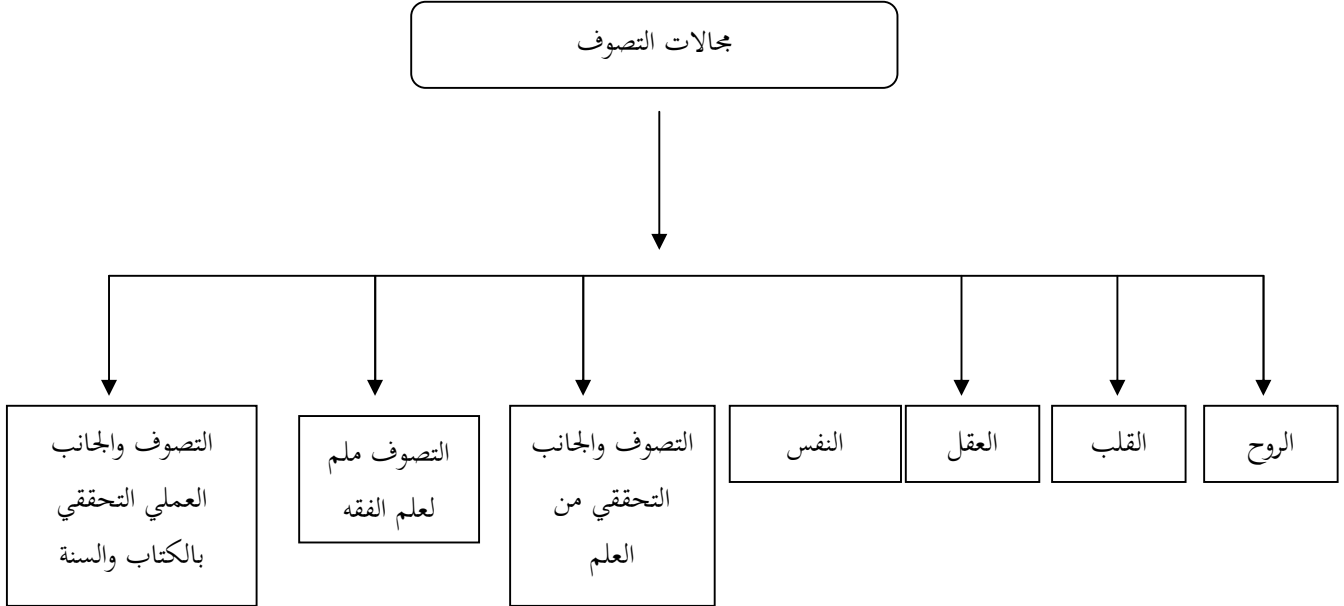 مجالات التصوف
الروح
القلب
العقل
النفس
التصوف والجانب
التحققي من
العلم
التصوف ملم
لعلم الفقه
التصوف والجانب
العملي التحققي
بالكتاب والسنة